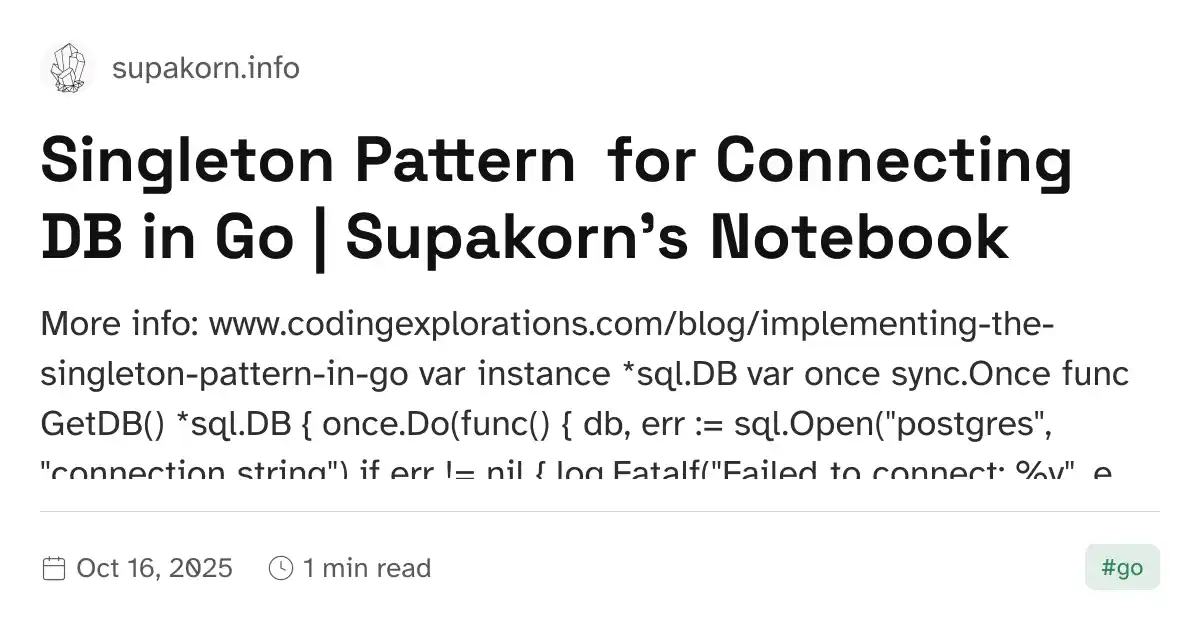 supakorn.info
Singleton Pattern for Connecting
DB in Go | Supakorn’s Notebook
More info: www.codingexplorations.com/blog/implementing-the-
singleton-pattern-in-go var instance *sql.DB var once sync.Once func
GetDB() *sql.DB { once.Do(func() { db, err := sql.Open("postgres",
"connection string") if err != nil { log.Fatalf("Failed to connect: %v", e
Oct 16, 2025
1 min read
#go